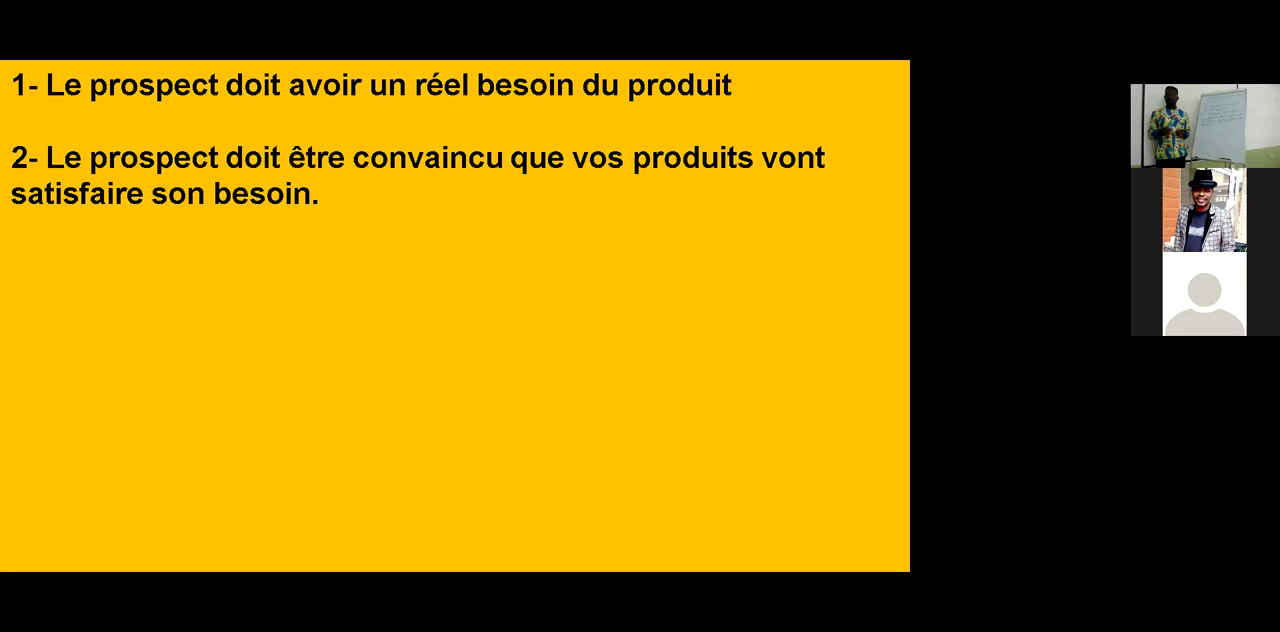 1- Le prospect doit avoir un réel besoin du produit
2- Le prospect doit être convaincu que vos produits vont
satisfaire son besoin.